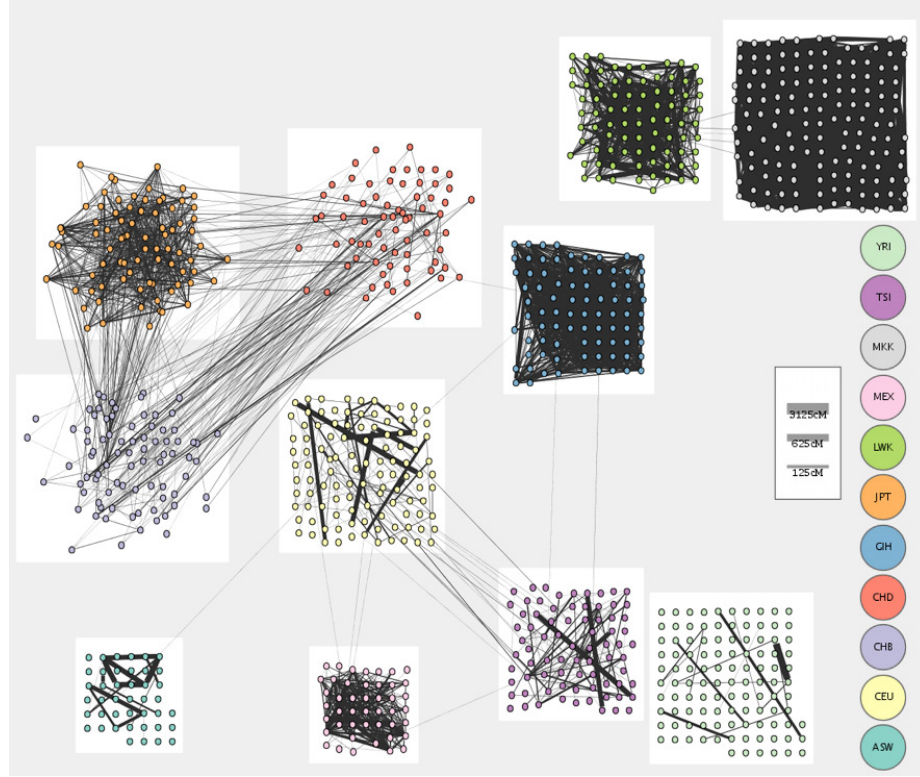 YRI
TSI
MKK
MEX
3125cM
LWK
625cM
125cM
JPT
GIH
CHD
CHB
CEU
ASW